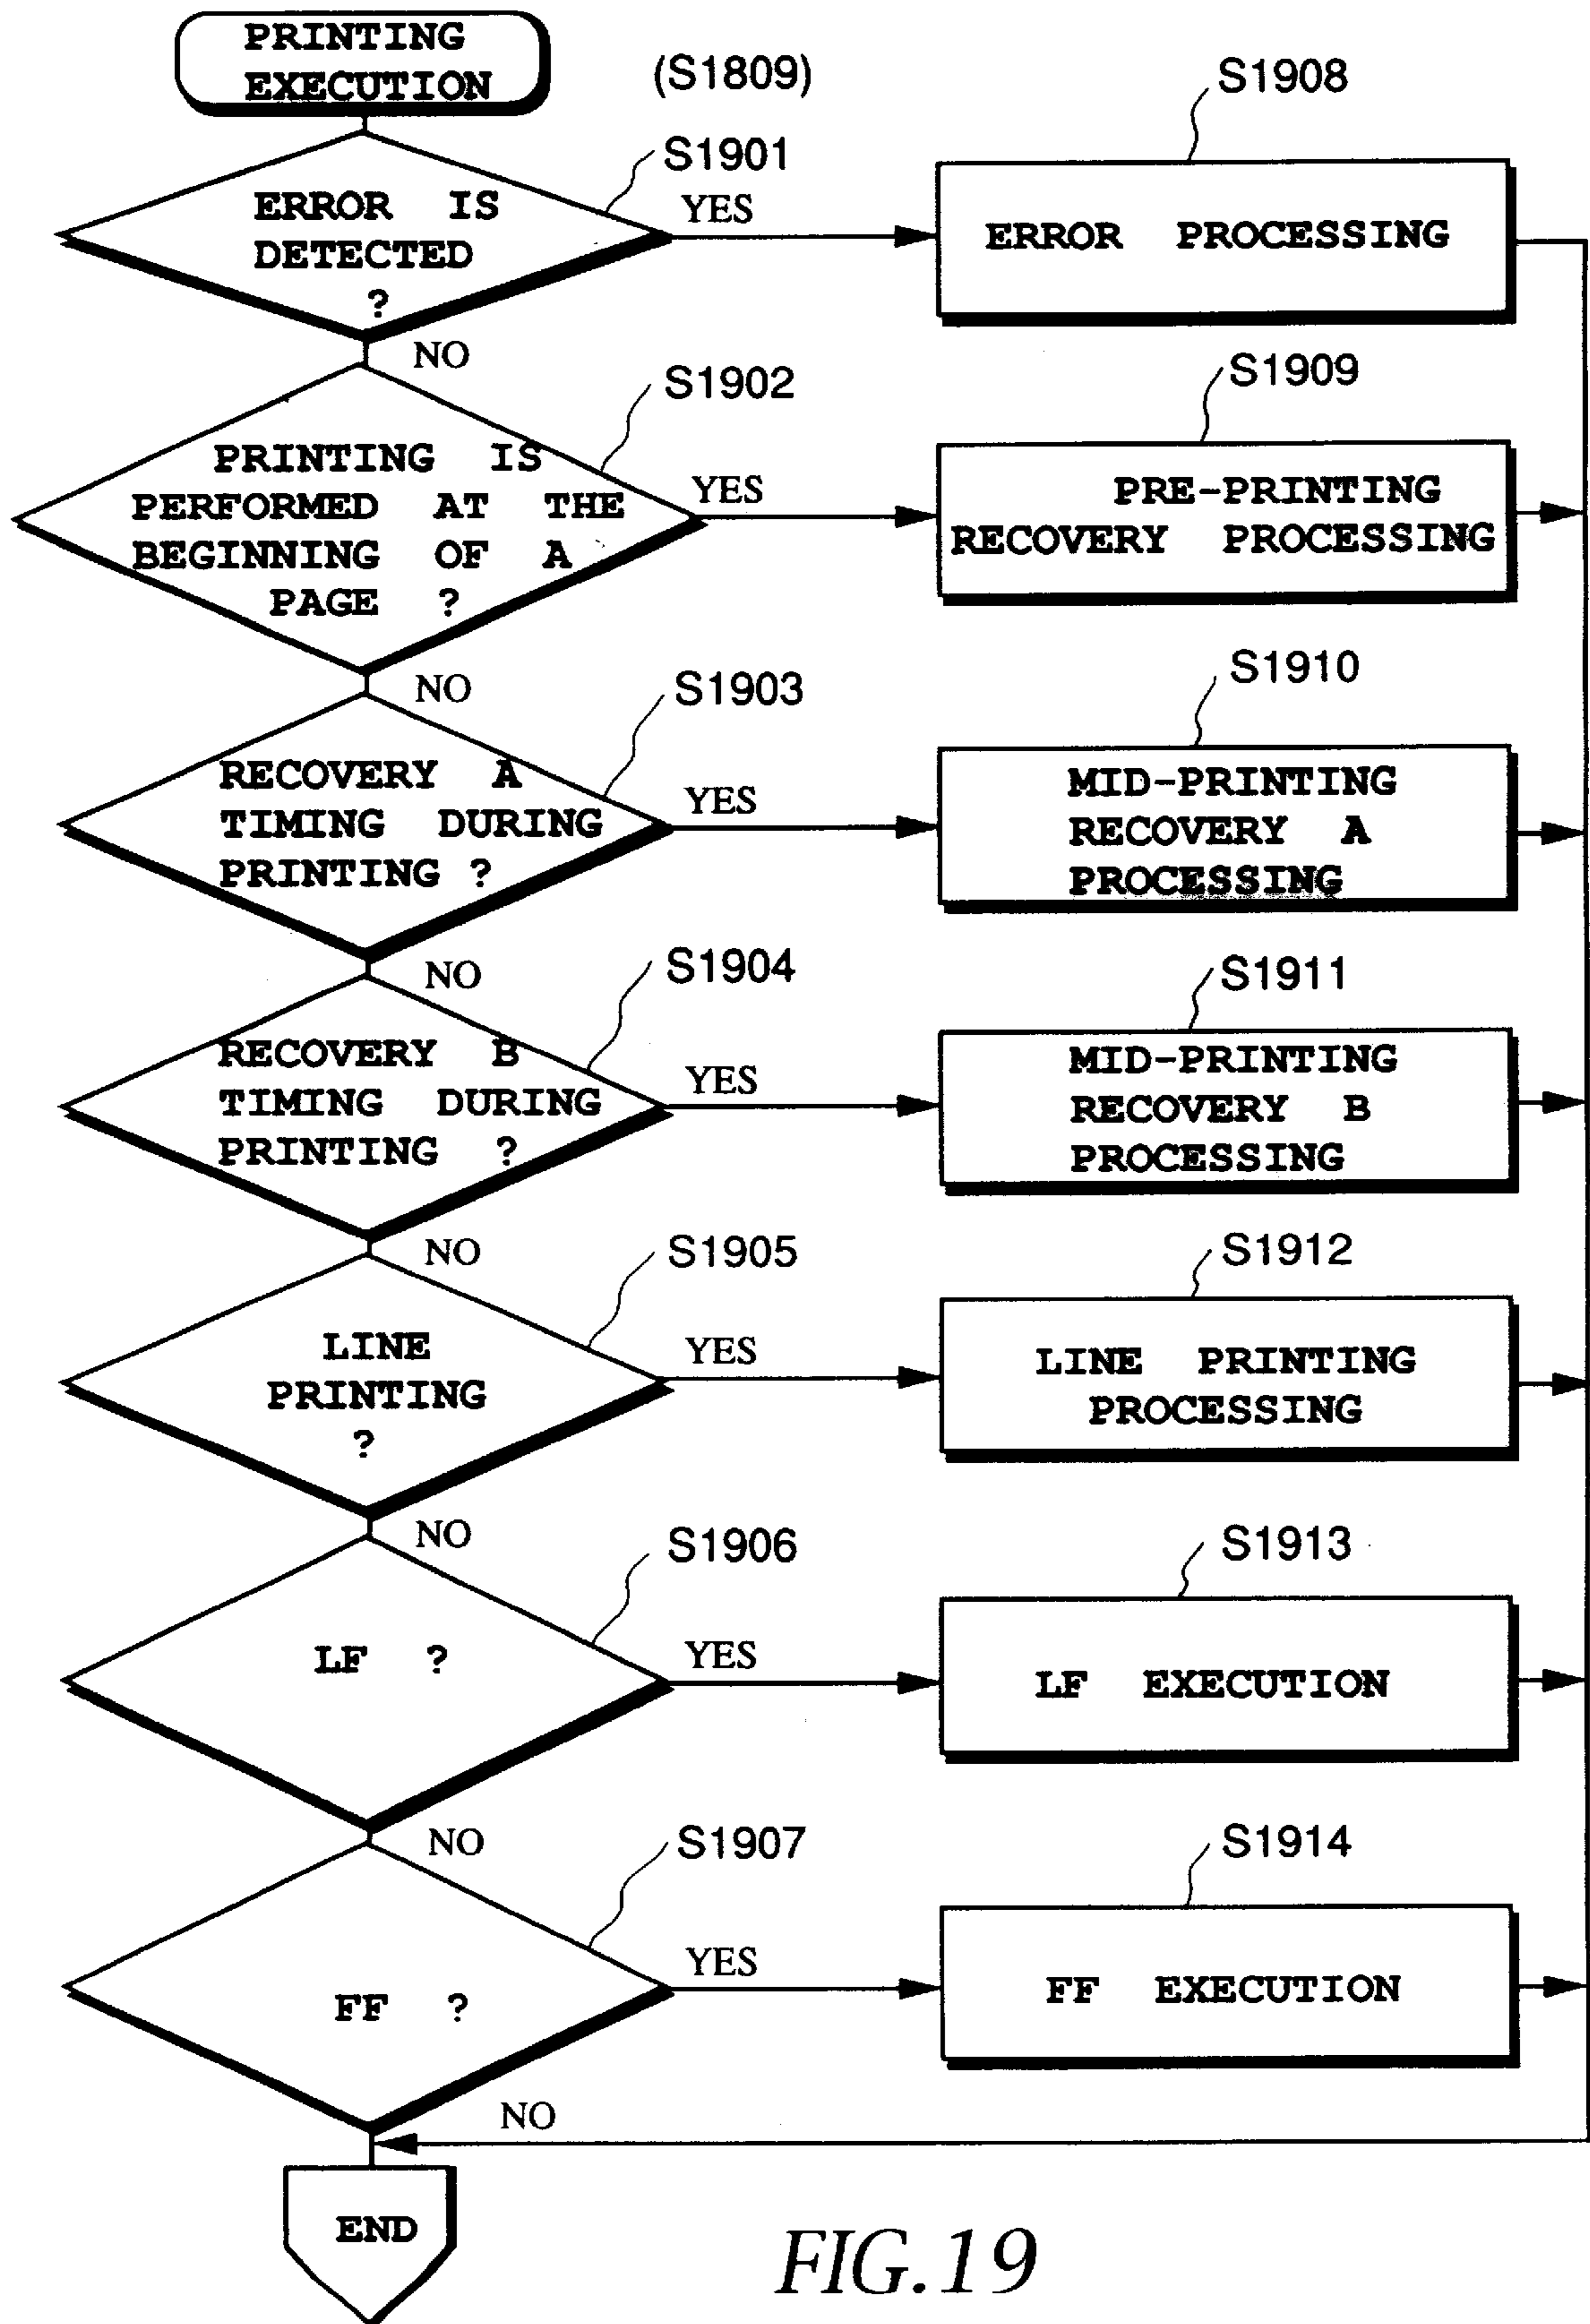 PRINTING
EXECUTION
(S1809)
S1901
ERROR IS
DETECTED
?
YES
S1908
ERROR PROCESSING
NO
S1902
PRINTING IS
PERFORMED AT THE
BEGINNING OF A
PAGE ?
YES
S1909
PRE-PRINTING
RECOVERY PROCESSING
NO
S1903
RECOVERY A
TIMING DURING
PRINTING ?
YES
S1910
MID-PRINTING
RECOVERY A
PROCESSING
NO
S1904
RECOVERY B
TIMING DURING
PRINTING ?
YES
S1911
MID-PRINTING
RECOVERY B
PROCESSING
NO
S1905
LINE
PRINTING
?
YES
S1912
LINE PRINTING
PROCESSING
NO
S1906
LF ?
YES
S1913
LF EXECUTION
NO
S1907
FF ?
YES
S1914
FF EXECUTION
NO
END
FIG.19